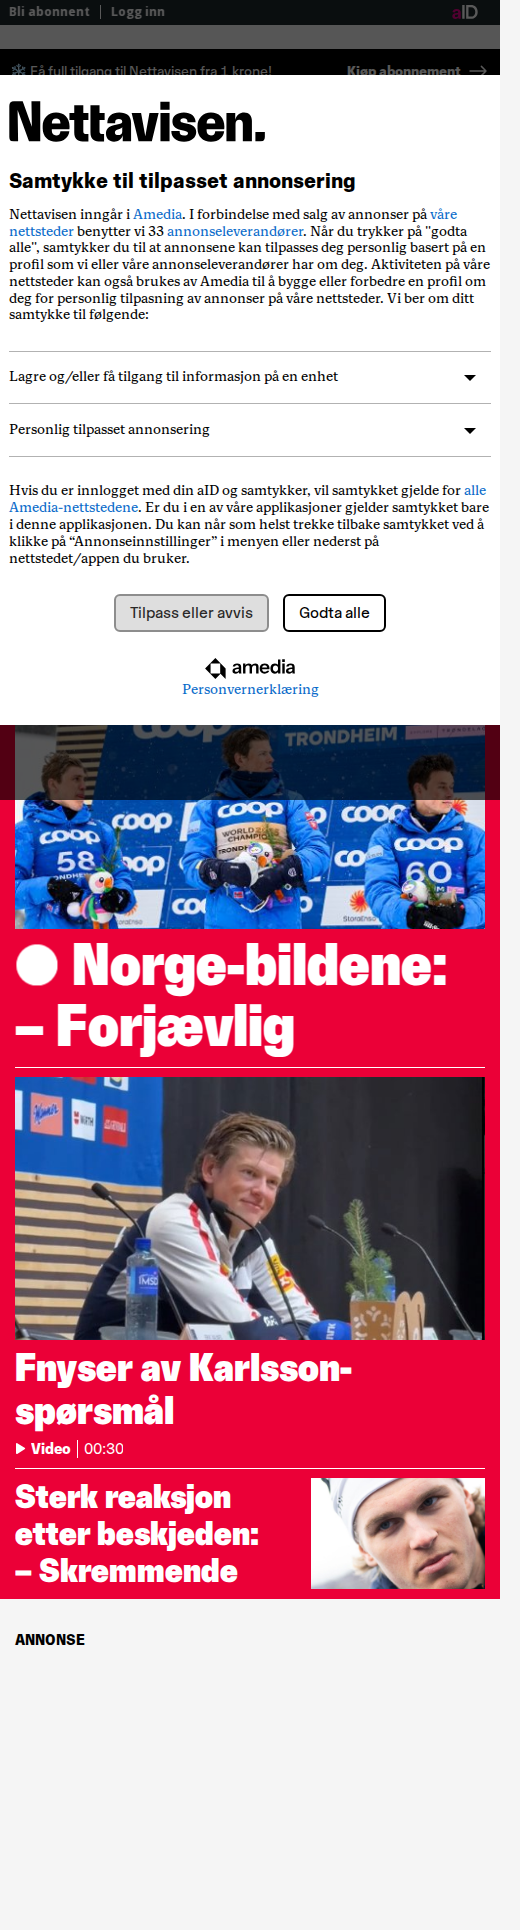 Bli abonnent | Logg inn
aID
Få full tilgang til Nettavisen fra 1 krone!
Kjøp abonnement
Nettavisen.
Samtykke til tilpasset annonsering
Nettavisen inngår i Amedia. I forbindelse med salg av annonser på våre
nettsteder benytter vi 33 annonseleverandører. Når du trykker på "godta
alle", samtykker du til at annonsene kan tilpasses deg personlig basert på en
profil som vi eller våre annonseleverandører har om deg. Aktiviteten på våre
nettsteder kan også brukes av Amedia til å bygge eller forbedre en profil om
deg for personlig tilpasning av annonser på våre nettsteder. Vi ber om ditt
samtykke til følgende:
Lagre og/eller få tilgang til informasjon på en enhet
Personlig tilpasset annonsering
Hvis du er innlogget med din aID og samtykker, vil samtykket gjelde for alle
Amedia-nettstedene. Er du i en av våre applikasjoner gjelder samtykket bare
i denne applikasjonen. Du kan når som helst trekke tilbake samtykket ved å
klikke på “Annonseinnstillinger” i menyen eller nederst på
nettstedet/appen du bruker.
Tilpass eller avvis
Godta alle
amedia
Personvernerklæring
coop
TRONDHEIM
coop
coop
coop
WORLD
CHAMPION
58
60
coop
StoraEnso
Norge-bildene:
– Forjævlig
WÜRTH
Fnyser av Karlsson-
spørsmål
Video | 00:30
Sterk reaksjon
etter beskjeden:
– Skremmende
ANNONSE